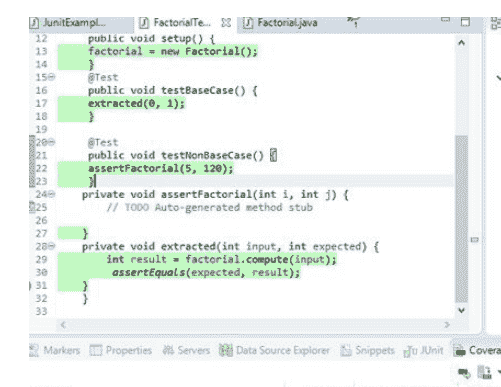 JunitExampl... FactorialTe... Factorial.java
12 public void setup() {
13 factorial = new Factorial();
14 }
15 @Test
16 public void testBaseCase() {
17 extracted(0, 1);
18 }
19
20 @Test
21 public void testNonBaseCase() {
22 assertFactorial(5, 120);
23 }
24 private void assertFactorial(int i, int j) {
25 // TODO Auto-generated method stub
26
27 }
28 private void extracted(int input, int expected) {
29 int result = factorial.compute(input);
30 assertEquals(expected, result);
31 }
32 }
33
Markers Properties Servers Data Source Explorer Snippets JUnit Covera